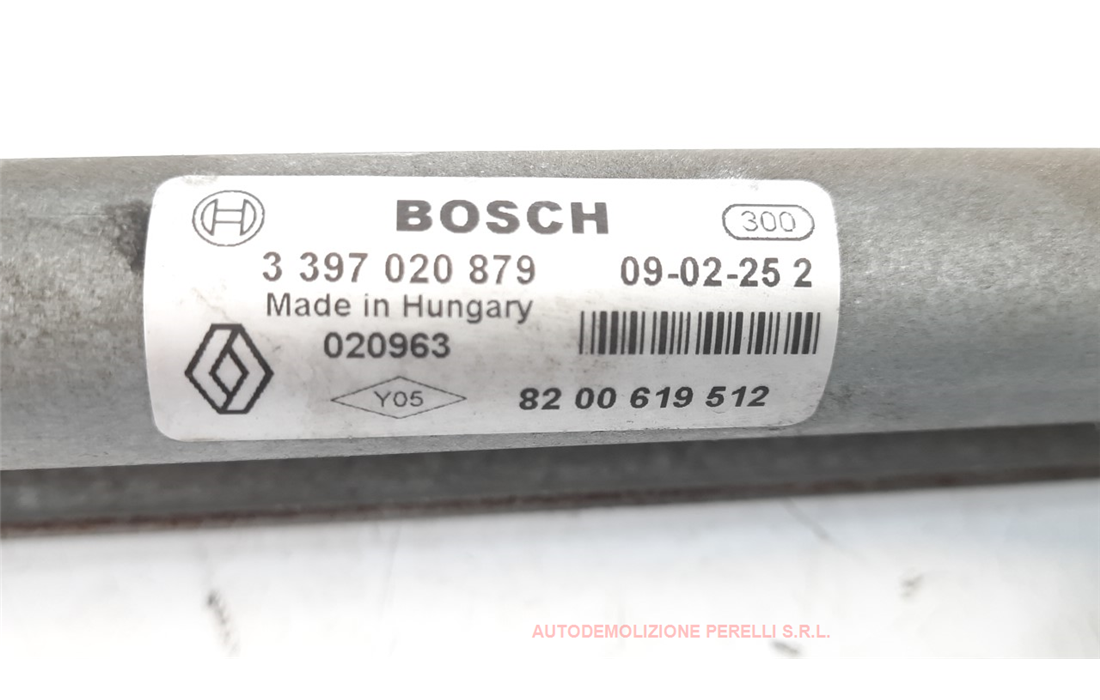 BOSCH 300
3 397 020 879 09-02-25 2
Made in Hungary
020963
Y05 82 00 619 512
AUTODEMOLIZIONE PERELLI S.R.L.